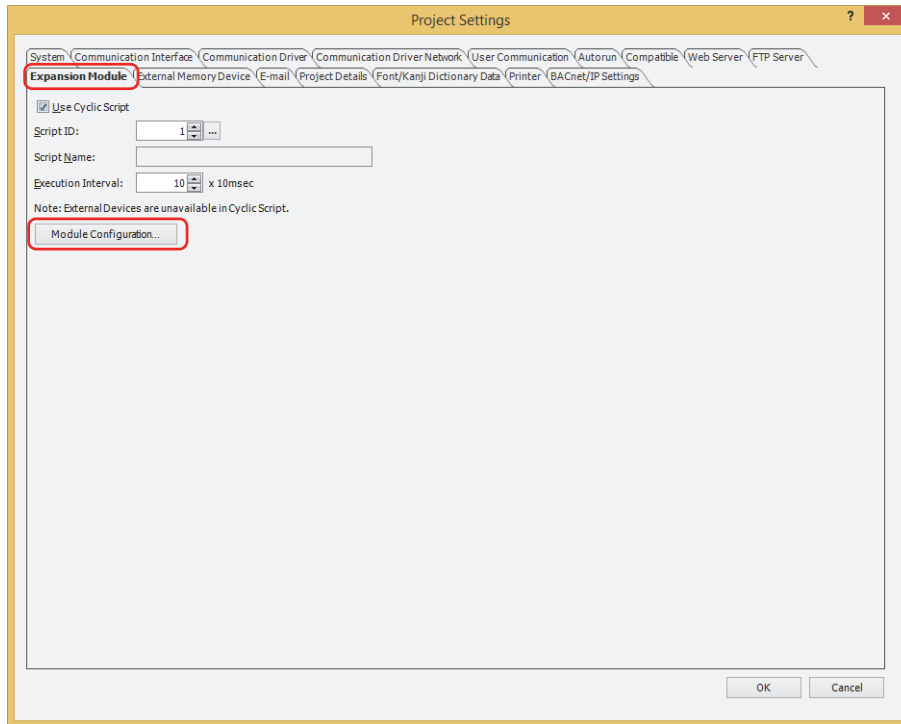 Project Settings
?
×
System Communication Interface Communication Driver Communication Driver Network User Communication Autorun Compatible Web Server FTP Server
Expansion Module External Memory Device E-mail Project Details Font/Kanji Dictionary Data Printer BACnet/IP Settings
Use Cyclic Script
Script ID: 1 ...
Script Name:
Execution Interval: 10 x 10msec
Note: External Devices are unavailable in Cyclic Script.
Module Configuration...
OK Cancel